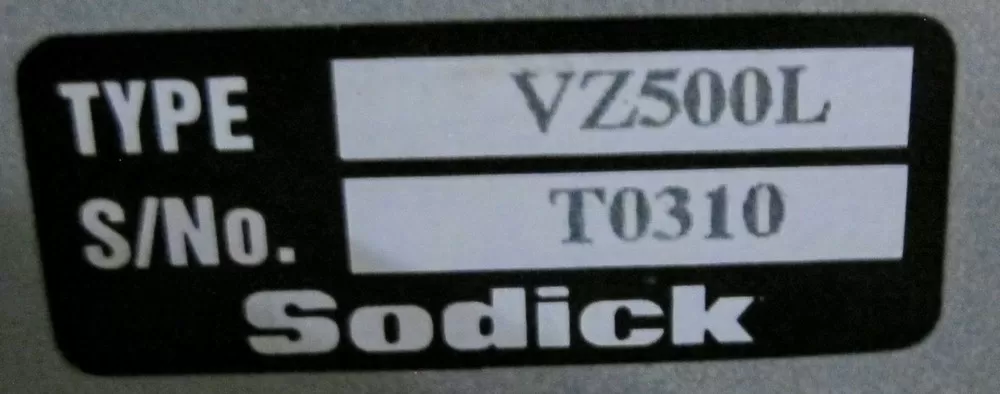 TYPE VZ500L
S/No. T0310
Sodick